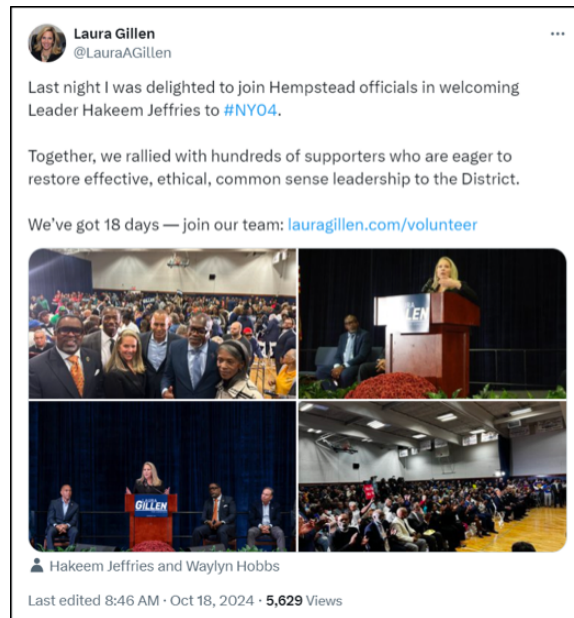 Laura Gillen
@LauraAGillen
Last night I was delighted to join Hempstead officials in welcoming
Leader Hakeem Jeffries to #NY04.
Together, we rallied with hundreds of supporters who are eager to
restore effective, ethical, common sense leadership to the District.
We’ve got 18 days — join our team: lauragillen.com/volunteer
LAURA
GILLEN
Hakeem Jeffries and Waylyn Hobbs
Last edited 8:46 AM · Oct 18, 2024 · 5,629 Views